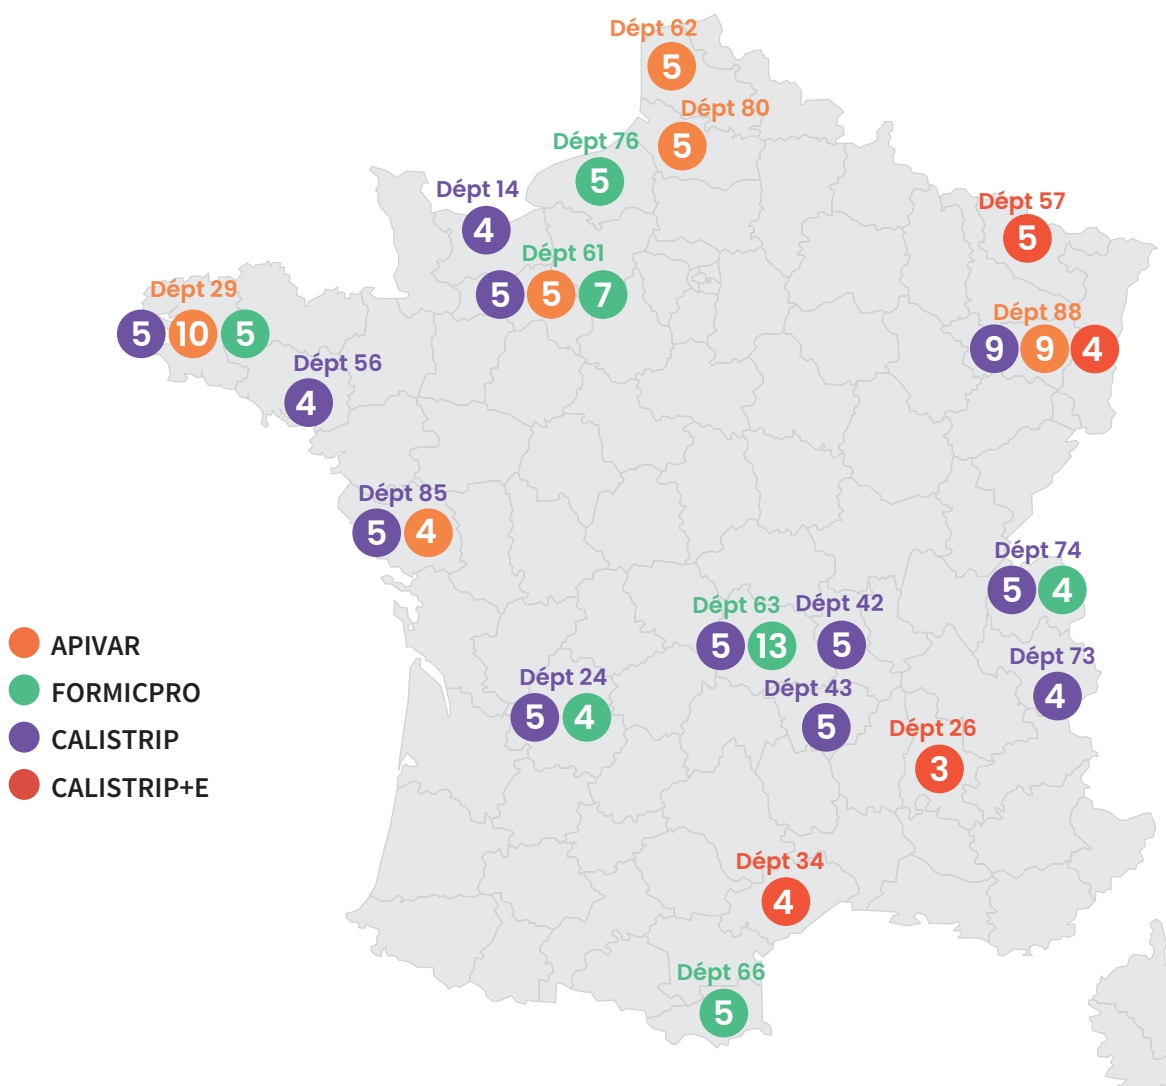 Dépt 62
5
Dépt 80
5
Dépt 76
5
Dépt 14
4
Dépt 61
5 5 7
Dépt 57
5
Dépt 29
5 10 5
Dépt 88
9 9 4
Dépt 56
4
Dépt 85
5 4
Dépt 74
5 4
Dépt 63
5 13
Dépt 42
5
Dépt 73
4
Dépt 24
5 4
Dépt 43
5
Dépt 26
3
Dépt 34
4
Dépt 66
5
APIVAR
FORMICPRO
CALISTRIP
CALISTRIP+E